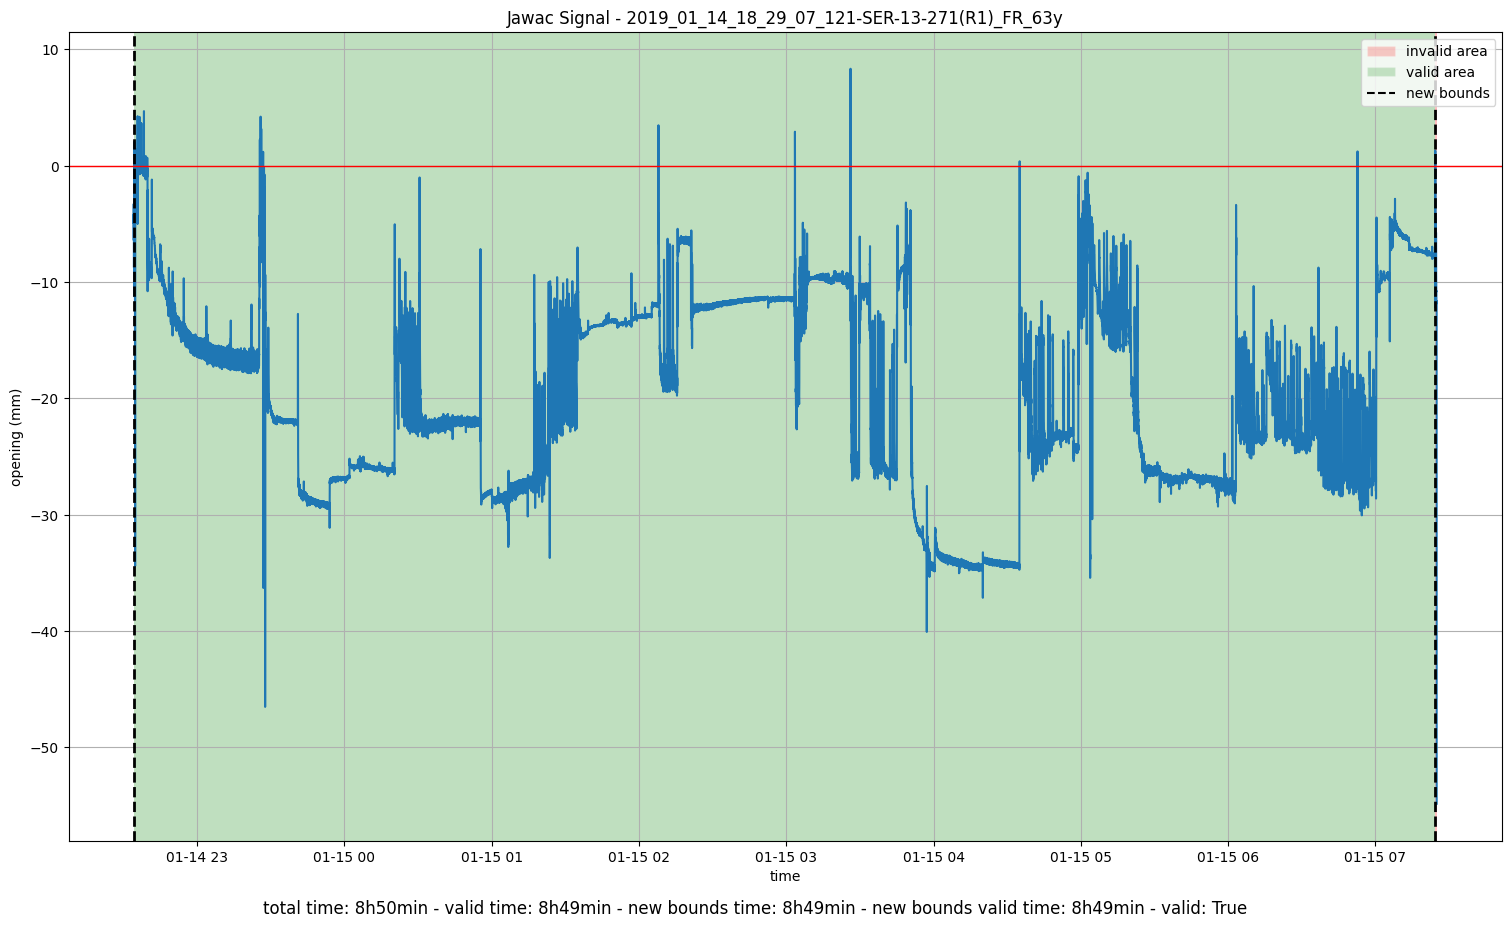 Jawac Signal - 2019_01_14_18_29_07_121-SER-13-271(R1)_FR_63y
invalid area
valid area
new bounds
10
0
−10
−20
−30
−40
−50
opening (mm)
01-14 23
01-15 00
01-15 01
01-15 02
01-15 03
01-15 04
01-15 05
01-15 06
01-15 07
time
total time: 8h50min - valid time: 8h49min - new bounds time: 8h49min - new bounds valid time: 8h49min - valid: True